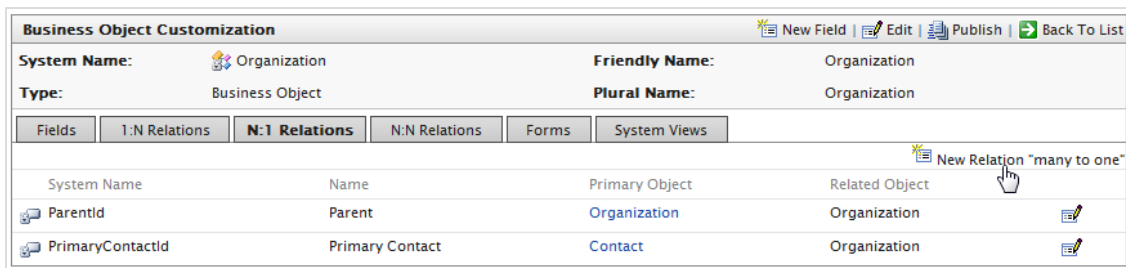 Business Object Customization New Field | Edit | Publish | Back To List
System Name: Organization Friendly Name: Organization
Type: Business Object Plural Name: Organization
Fields 1:N Relations N:1 Relations N:N Relations Forms System Views
New Relation "many to one"
System Name Name Primary Object Related Object
ParentId Parent Organization Organization
PrimaryContactId Primary Contact Contact Organization